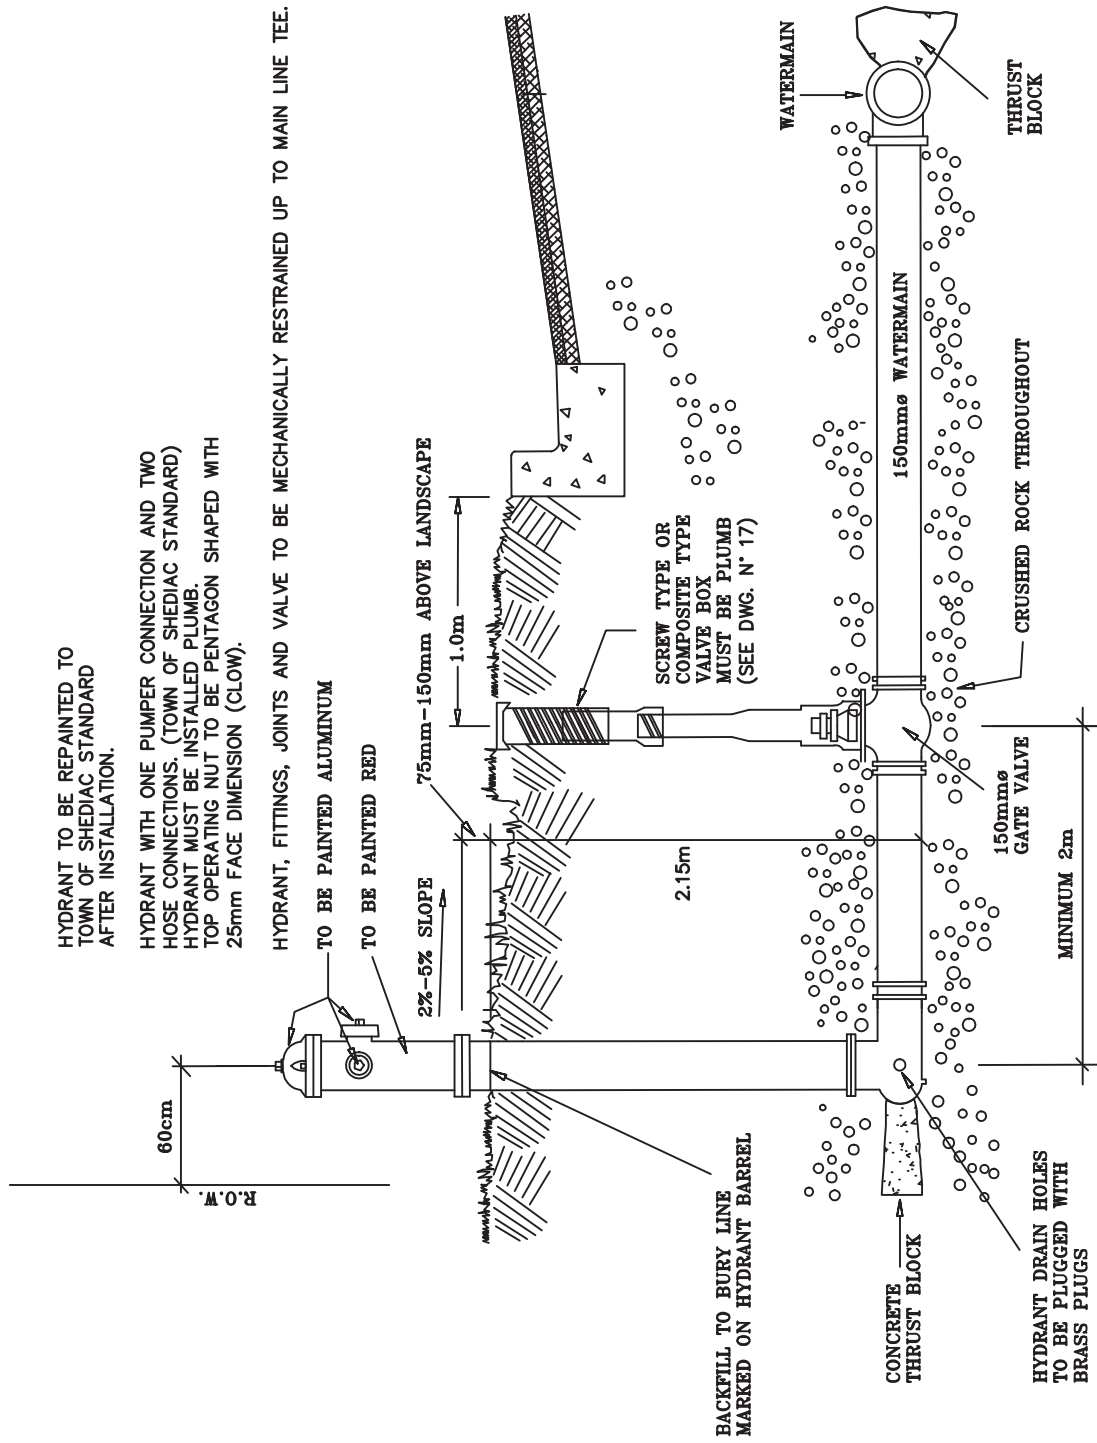 HYDRANT TO BE REPAINTED TO
TOWN OF SHEDIAC STANDARD
AFTER INSTALLATION.
HYDRANT WITH ONE PUMPER CONNECTION AND TWO
HOSE CONNECTIONS. (TOWN OF SHEDIAC STANDARD)
HYDRANT MUST BE INSTALLED PLUMB.
TOP OPERATING NUT TO BE PENTAGON SHAPED WITH
25mm FACE DIMENSION (CLOW).
HYDRANT, FITTINGS, JOINTS AND VALVE TO BE MECHANICALLY RESTRAINED UP TO MAIN LINE TEE.
TO BE PAINTED ALUMINUM
TO BE PAINTED RED
60cm
R.O.W.
2%-5% SLOPE
75mm-150mm ABOVE LANDSCAPE
1.0m
SCREW TYPE OR
COMPOSITE TYPE
VALVE BOX
MUST BE PLUMB
(SEE DWG. N° 17)
2.15m
WATERMAIN
THRUST
BLOCK
150mmø WATERMAIN
CRUSHED ROCK THROUGHOUT
150mmø
GATE VALVE
MINIMUM 2m
BACKFILL TO BURY LINE
MARKED ON HYDRANT BARREL
CONCRETE
THRUST BLOCK
HYDRANT DRAIN HOLES
TO BE PLUGGED WITH
BRASS PLUGS